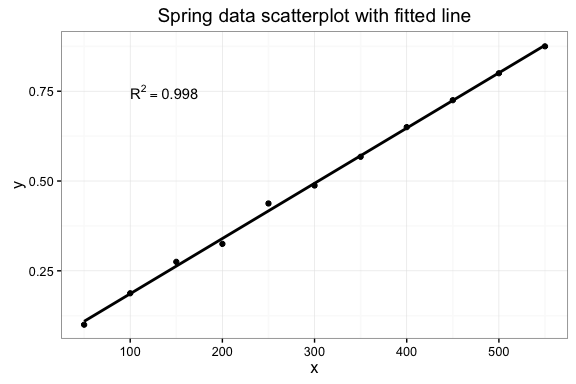 Spring data scatterplot with fitted line
R² = 0.998
y
0.75
0.50
0.25
100 200 300 400 500
x